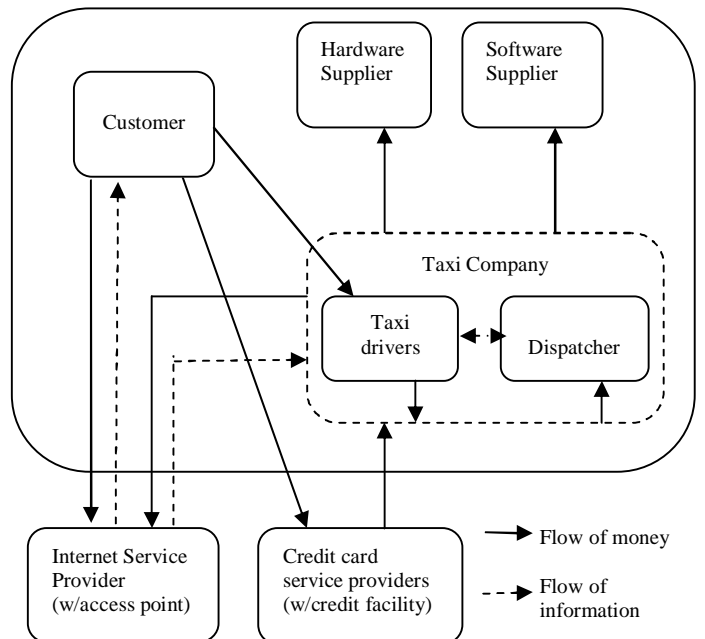 Hardware
Supplier
Software
Supplier
Customer
Taxi Company
Taxi
drivers
Dispatcher
Internet Service
Provider
(w/access point)
Credit card
service providers
(w/credit facility)
Flow of money
Flow of
information